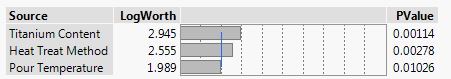 Source LogWorth PValue
Titanium Content 2.945 0.00114
Heat Treat Method 2.555 0.00278
Pour Temperature 1.989 0.01026